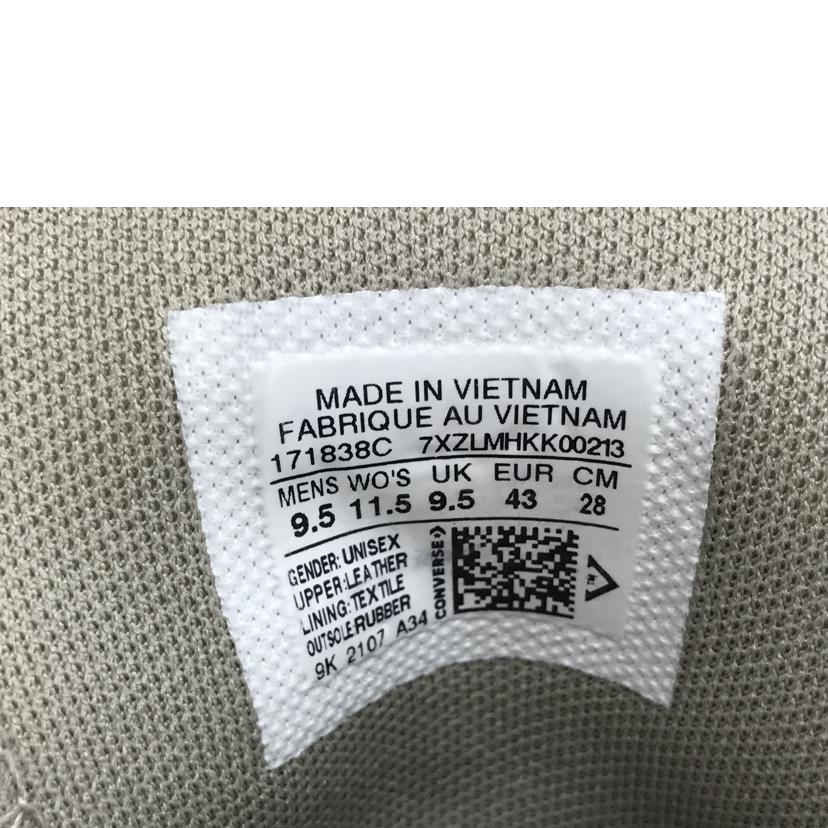 MADE IN VIETNAM
FABRIQUE AU VIETNAM
171838C 7XZLMHKK00213
MENS WO'S UK EUR CM
9.5 11.5 9.5 43 28
GENDER: UNISEX
UPPER:LEATHER
LINING:TEXTILE
OUTSOLE:RUBBER
9K 2107 A34
CONVERSE
TM